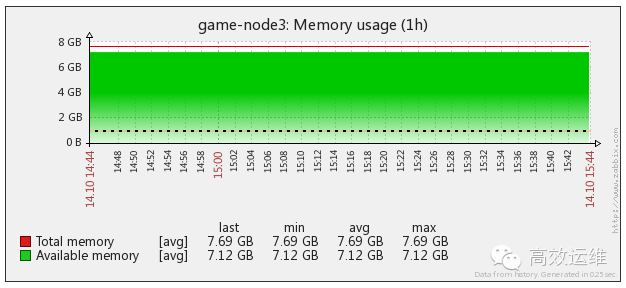 game-node3: Memory usage (1h)
8 GB
6 GB
4 GB
2 GB
0 B
14.10 14:44
14:48
14:50
14:52
14:54
14:56
14:58
15:00
15:02
15:04
15:06
15:08
15:10
15:12
15:14
15:16
15:18
15:20
15:22
15:24
15:26
15:28
15:30
15:32
15:34
15:36
15:38
15:40
15:42
14.10 15:44
http://www.zabbix.com
last min avg max
Total memory [avg] 7.69 GB 7.69 GB 7.69 GB 7.69 GB
Available memory [avg] 7.12 GB 7.12 GB 7.12 GB 7.12 GB
高效运维
Data from history. Generated in 0.25 sec